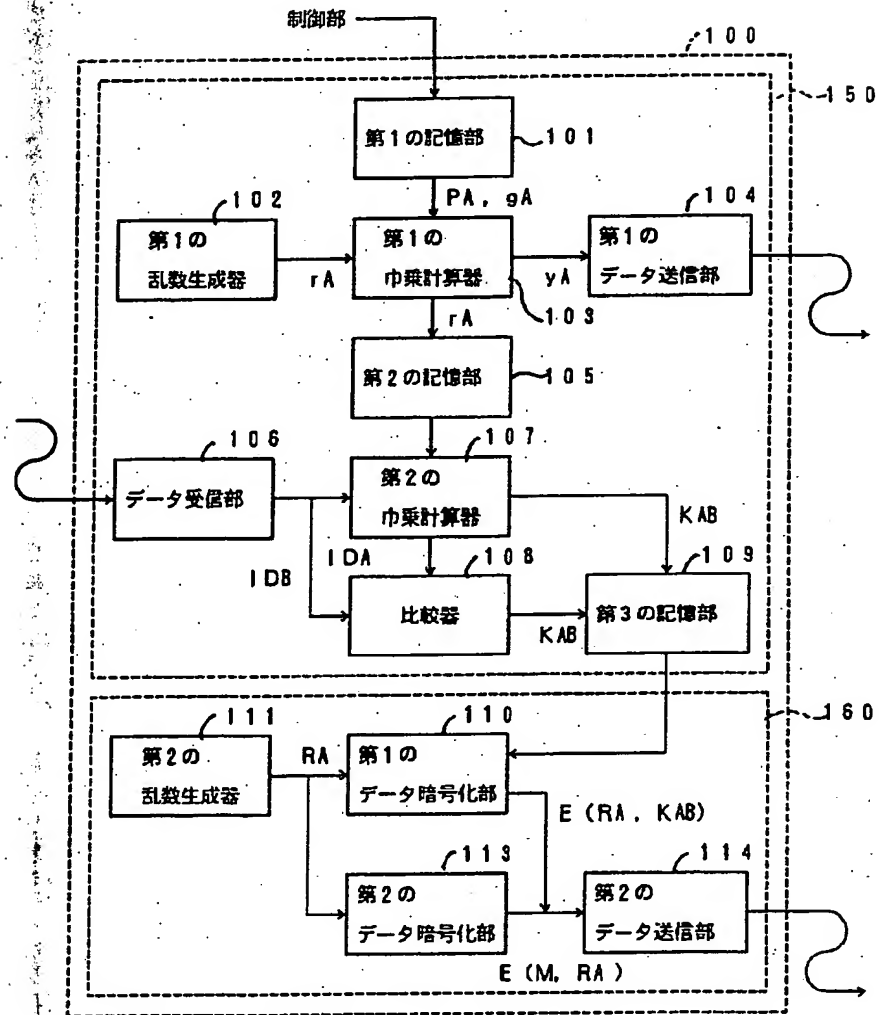 制御部
100
150
第1の記憶部
101
PA, gA
102
104
第1の
乱数生成器
rA
第1の
巾乗計算器
yA
第1の
データ送信部
103
rA
第2の記憶部
105
106
107
データ受信部
第2の
巾乗計算器
KAB
IDB
IDA
108
109
比較器
KAB
第3の記憶部
111
110
160
第2の
乱数生成器
RA
第1の
データ暗号化部
E (RA, KAB)
113
114
第2の
データ暗号化部
第2の
データ送信部
E (M, RA)